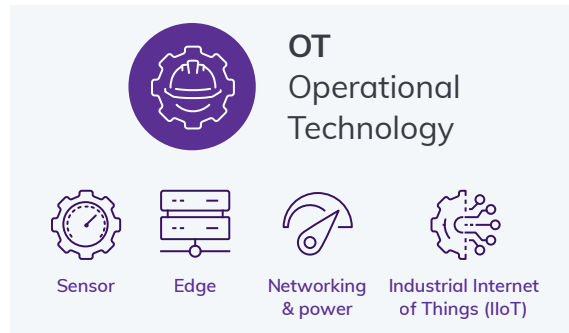 OT
Operational
Technology
Sensor
Edge
Networking
& power
Industrial Internet
of Things (IIoT)